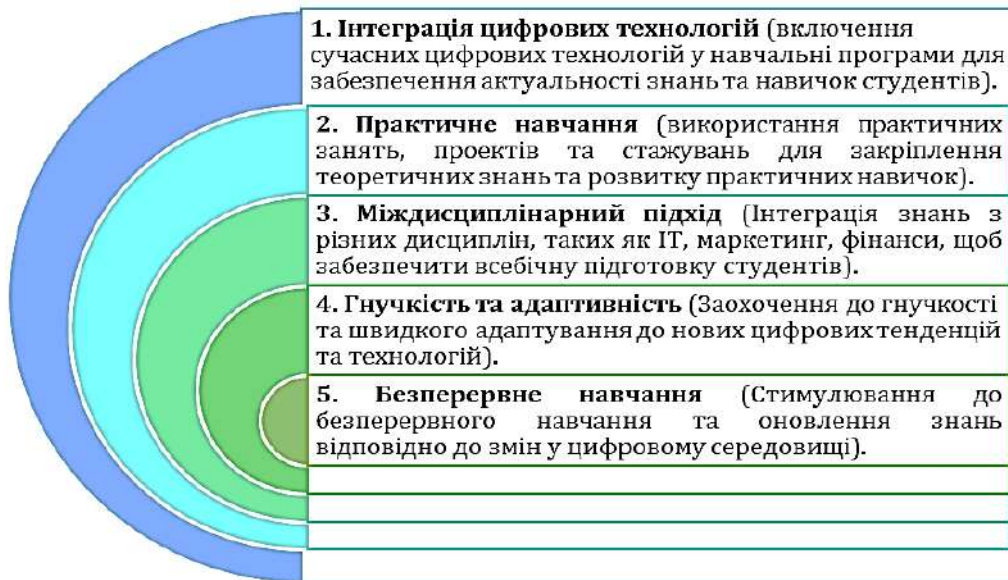 1. Інтеграція цифрових технологій (включення
сучасних цифрових технологій у навчальні програми для
забезпечення актуальності знань та навичок студентів).
2. Практичне навчання (використання практичних
занять, проектів та стажувань для закріплення
теоретичних знань та розвитку практичних навичок).
3. Міждисциплінарний підхід (Інтеграція знань з
різних дисциплін, таких як ІТ, маркетинг, фінанси, щоб
забезпечити всебічну підготовку студентів).
4. Гнучкість та адаптивність (Заохочення до гнучкості
та швидкого адаптування до нових цифрових тенденцій
та технологій).
5. Безперервне навчання (Стимулювання до
безперервного навчання та оновлення знань
відповідно до змін у цифровому середовищі).